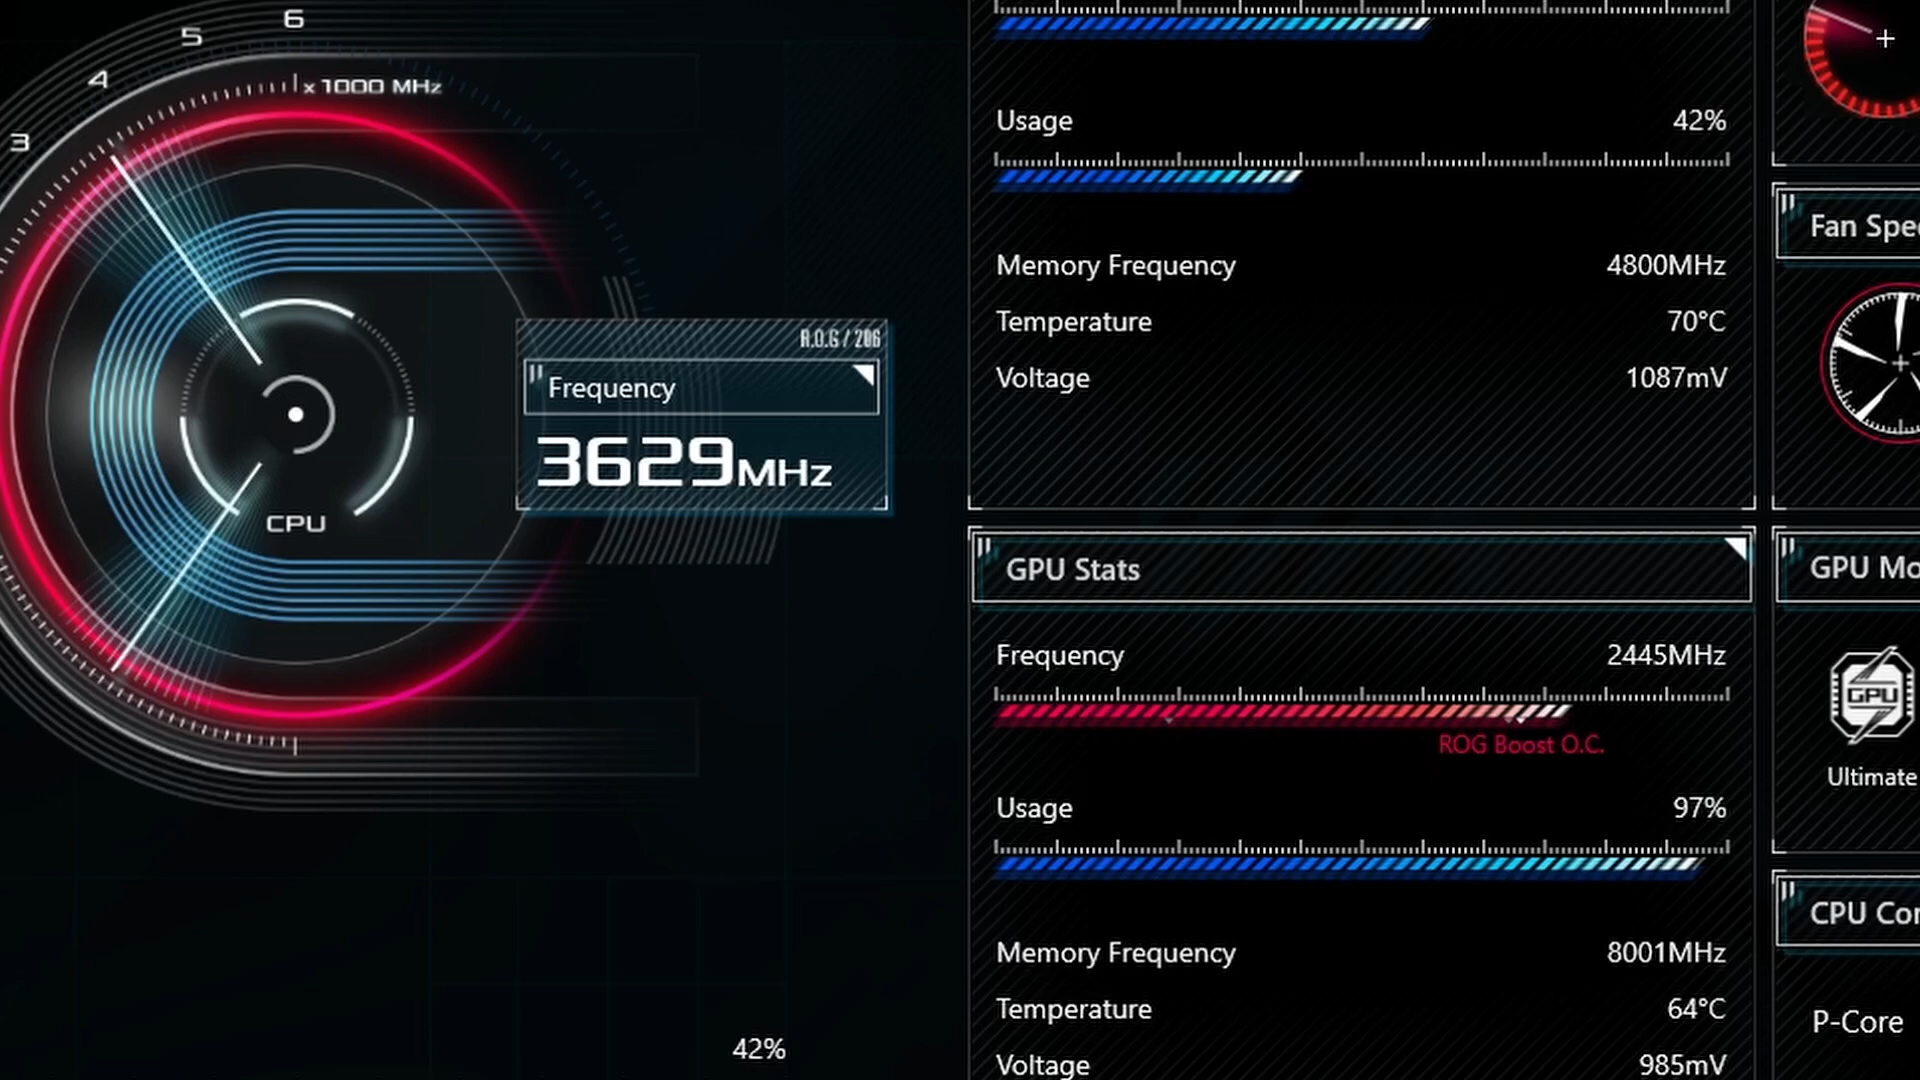 6
5
4
3
x 1000 MHz
CPU
R.O.G / 206
Frequency
3629MHz
42%
Usage 42%
Memory Frequency 4800MHz
Temperature 70°C
Voltage 1087mV
GPU Stats
Frequency 2445MHz
ROG Boost O.C.
Usage 97%
Memory Frequency 8001MHz
Temperature 64°C
Voltage 985mV
Fan Spee
GPU Mo
GPU
Ultimate
CPU Cor
P-Core